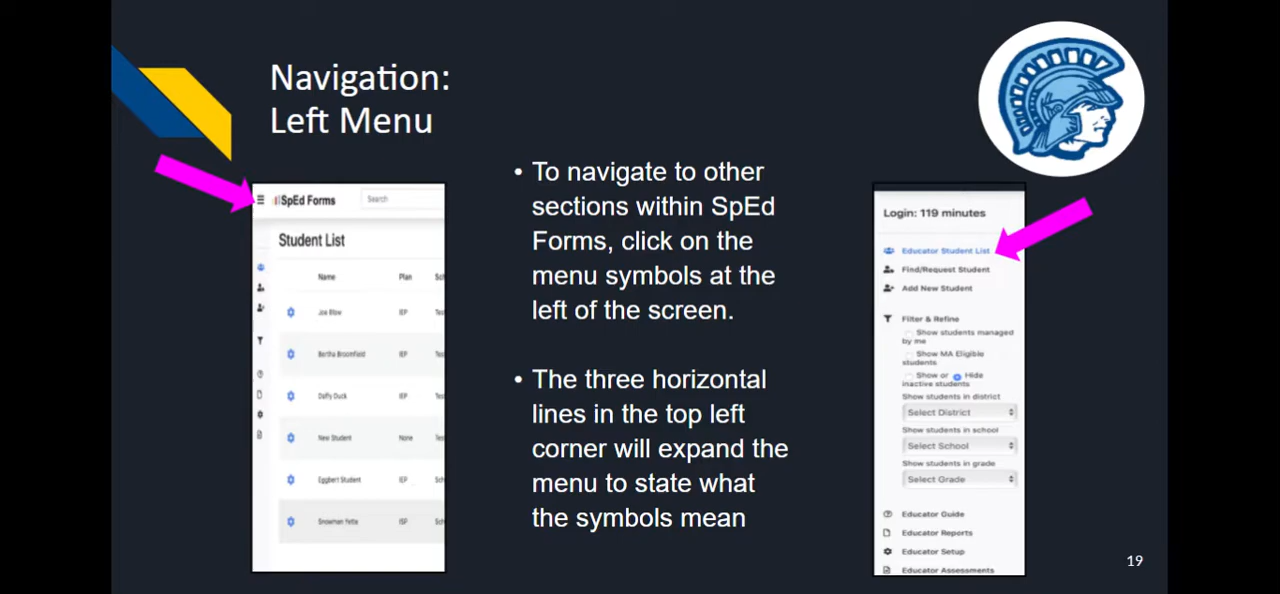 Navigation:
Left Menu
SpEd Forms
Search
Student List
Name
Plan
Joe Blow
IEP
Bertha Broomfield
IEP
Daffy Duck
IEP
New Student
None
Eggbert Student
IEP
Snowman Yettie
ISP
• To navigate to other
sections within SpEd
Forms, click on the
menu symbols at the
left of the screen.
• The three horizontal
lines in the top left
corner will expand the
menu to state what
the symbols mean
Login: 119 minutes
Educator Student List
Find/Request Student
Add New Student
Filter & Refine
Show students managed
by me
Show MA Eligible
students
Show or Hide
inactive students
Show students in district
Select District
Show students in school
Select School
Show students in grade
Select Grade
Educator Guide
Educator Reports
Educator Setup
Educator Assessments
19